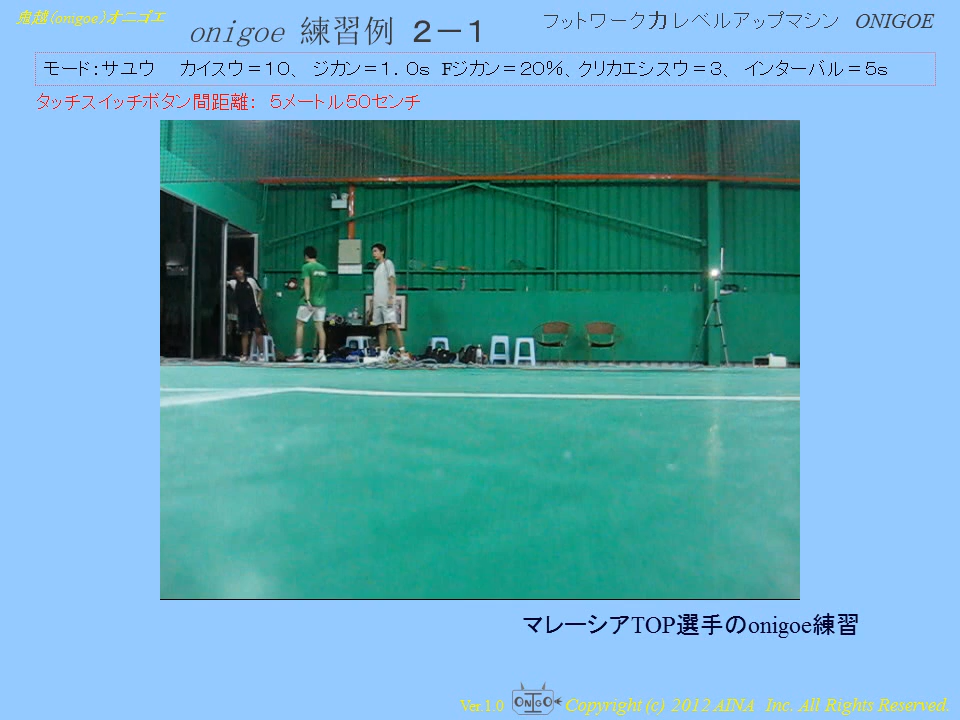 鬼越（onigoe）オニゴエ
onigoe 練習例 ２－１
フットワーク力レベルアップマシン ONIGOE
モード：サユウ カイスウ＝１０、 ジカン＝１．０s Fジカン＝２０％、クリカエシスウ＝３、 インターバル＝５s
タッチスイッチボタン間距離： ５メートル５０センチ
マレーシアTOP選手のonigoe練習
Ver 1.0
ONIGO
Copyright (c) 2012 AINA Inc. All Rights Reserved.